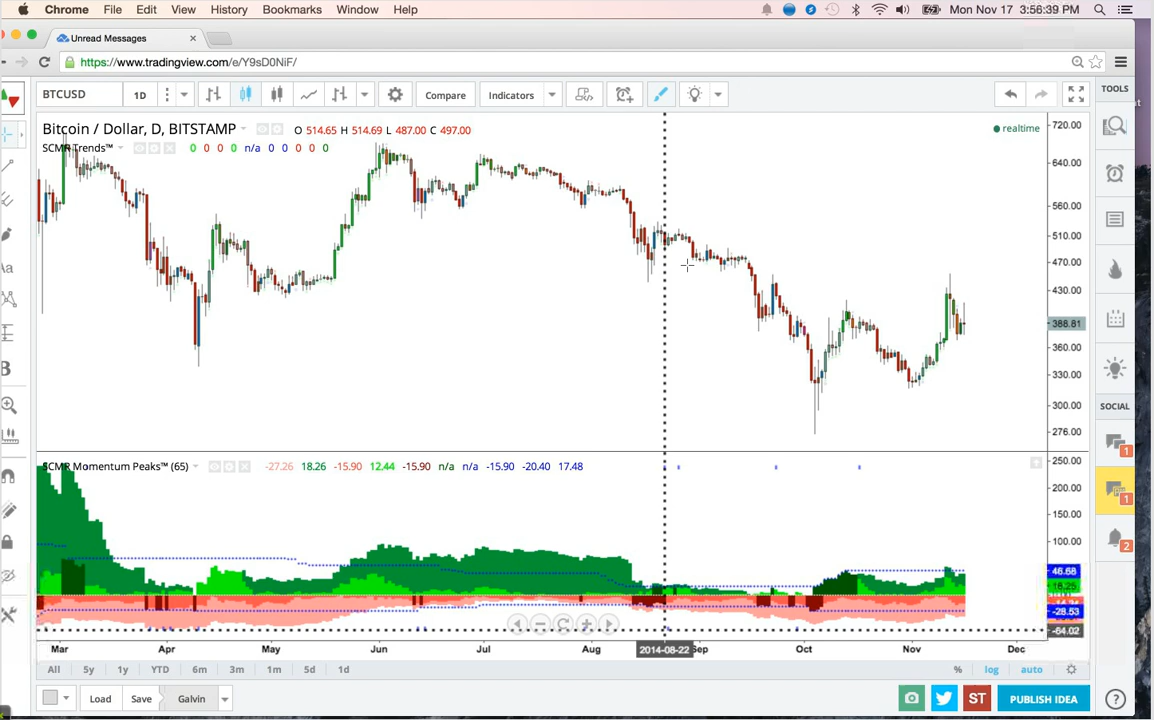 Chrome File Edit View History Bookmarks Window Help Mon Nov 17 3:56:39 PM
Unread Messages
https://www.tradingview.com/e/Y9sD0NiF/
BTCUSD 1D Compare Indicators TOOLS
Bitcoin / Dollar, D, BITSTAMP O 514.65 H 514.69 L 487.00 C 497.00 realtime
SCMR Trends™ 0 0 0 0 n/a 0 0 0 0 0
720.00
640.00
560.00
510.00
470.00
430.00
388.81
360.00
330.00
300.00
276.00
SOCIAL
1
1
2
SCMR Momentum Peaks™ (65) -27.26 18.26 -15.90 12.44 -15.90 n/a n/a -15.90 -20.40 17.48
250.00
200.00
150.00
100.00
46.68
18.25
-28.53
-64.02
Mar Apr May Jun Jul Aug 2014-08-22 Sep Oct Nov Dec
All 5y 1y YTD 6m 3m 1m 5d 1d % log auto
Load Save Galvin ST PUBLISH IDEA